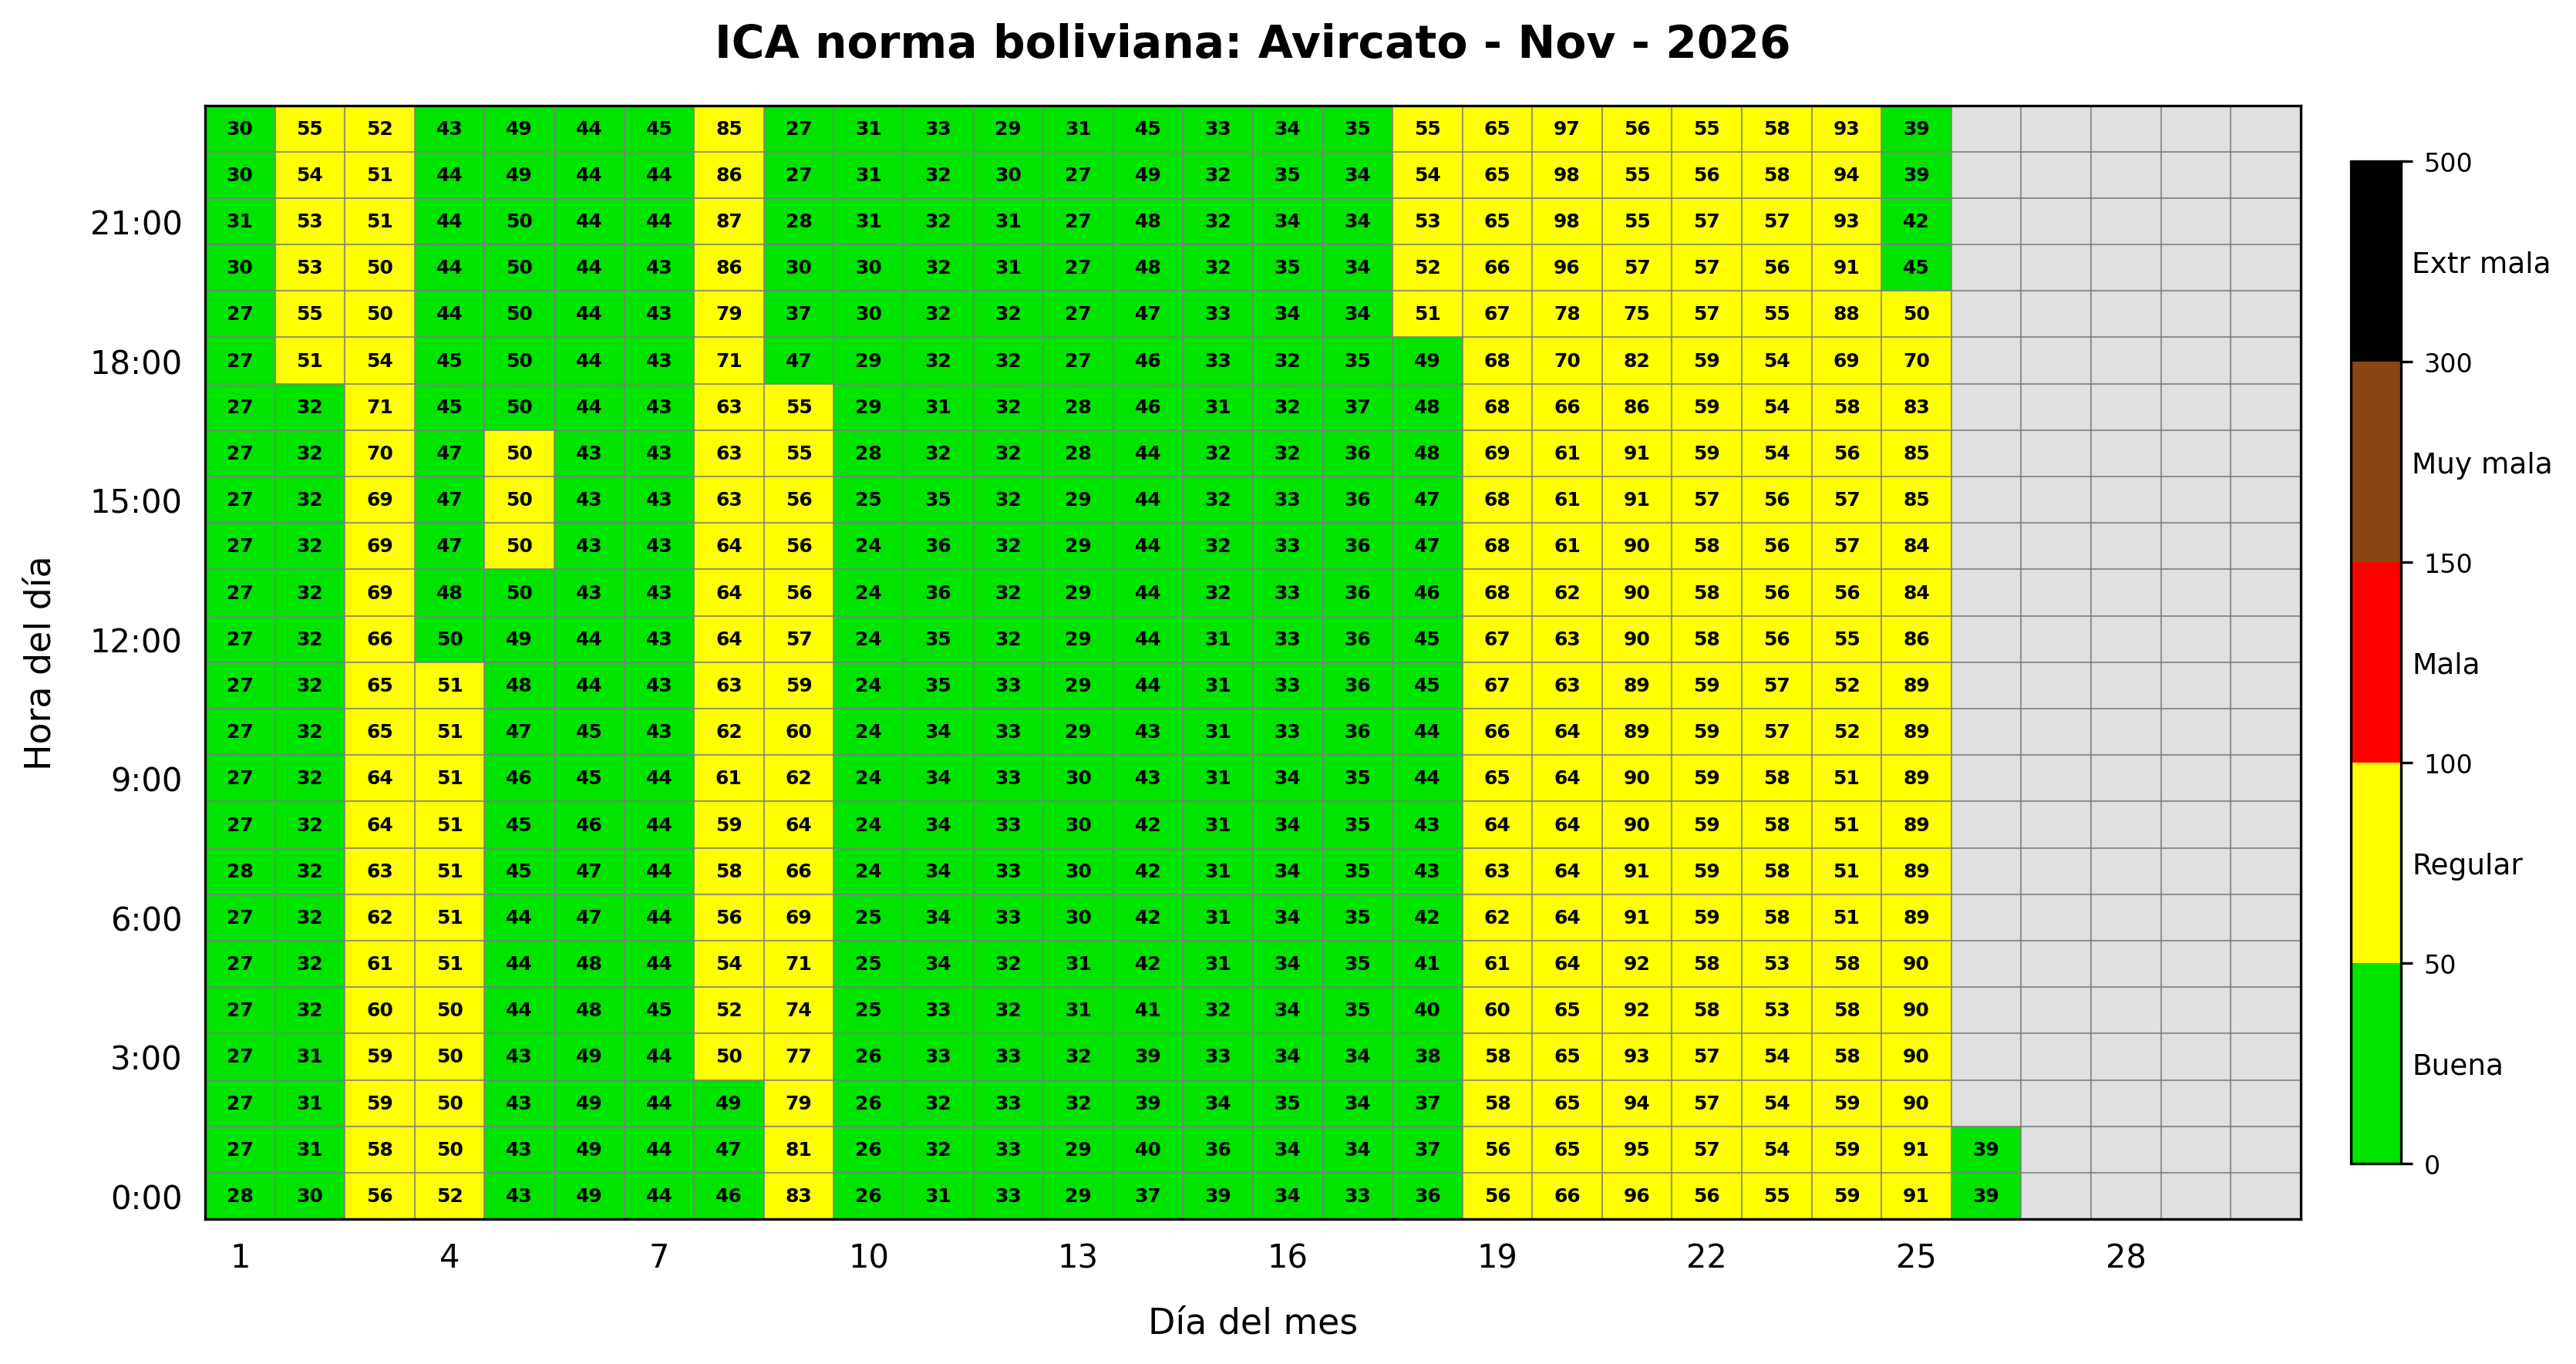 ICA norma boliviana: Avircato - Nov - 2026
30 55 52 43 49 44 45 85 27 31 33 29 31 45 33 34 35 55 65 97 56 55 58 93 39
30 54 51 44 49 44 44 86 27 31 32 30 27 49 32 35 34 54 65 98 55 56 58 94 39
21:00 31 53 51 44 50 44 44 87 28 31 32 31 27 48 32 34 34 53 65 98 55 57 57 93 42
30 53 50 44 50 44 43 86 30 30 32 31 27 48 32 35 34 52 66 96 57 57 56 91 45
27 55 50 44 50 44 43 79 37 30 32 32 27 47 33 34 34 51 67 78 75 57 55 88 50
18:00 27 51 54 45 50 44 43 71 47 29 32 32 27 46 33 32 35 49 68 70 82 59 54 69 70
27 32 71 45 50 44 43 63 55 29 31 32 28 46 31 32 37 48 68 66 86 59 54 58 83
27 32 70 47 50 43 43 63 55 28 32 32 28 44 32 32 36 48 69 61 91 59 54 56 85
15:00 27 32 69 47 50 43 43 63 56 25 35 32 29 44 32 33 36 47 68 61 91 57 56 57 85
27 32 69 47 50 43 43 64 56 24 36 32 29 44 32 33 36 47 68 61 90 58 56 57 84
27 32 69 48 50 43 43 64 56 24 36 32 29 44 32 33 36 46 68 62 90 58 56 56 84
12:00 27 32 66 50 49 44 43 64 57 24 35 32 29 44 31 33 36 45 67 63 90 58 56 55 86
27 32 65 51 48 44 43 63 59 24 35 33 29 44 31 33 36 45 67 63 89 59 57 52 89
27 32 65 51 47 45 43 62 60 24 34 33 29 43 31 33 36 44 66 64 89 59 57 52 89
9:00 27 32 64 51 46 45 44 61 62 24 34 33 30 43 31 34 35 44 65 64 90 59 58 51 89
27 32 64 51 45 46 44 59 64 24 34 33 30 42 31 34 35 43 64 64 90 59 58 51 89
28 32 63 51 45 47 44 58 66 24 34 33 30 42 31 34 35 43 63 64 91 59 58 51 89
6:00 27 32 62 51 44 47 44 56 69 25 34 33 30 42 31 34 35 42 62 64 91 59 58 51 89
27 32 61 51 44 48 44 54 71 25 34 32 31 42 31 34 35 41 61 64 92 58 53 58 90
27 32 60 50 44 48 45 52 74 25 33 32 31 41 32 34 35 40 60 65 92 58 53 58 90
3:00 27 31 59 50 43 49 44 50 77 26 33 33 32 39 33 34 34 38 58 65 93 57 54 58 90
27 31 59 50 43 49 44 49 79 26 32 33 32 39 34 35 34 37 58 65 94 57 54 59 90
27 31 58 50 43 49 44 47 81 26 32 33 29 40 36 34 34 37 56 65 95 57 54 59 91 39
0:00 28 30 56 52 43 49 44 46 83 26 31 33 29 37 39 34 33 36 56 66 96 56 55 59 91 39
1 4 7 10 13 16 19 22 25 28
Día del mes
Hora del día
500
Extr mala
300
Muy mala
150
Mala
100
Regular
50
Buena
0